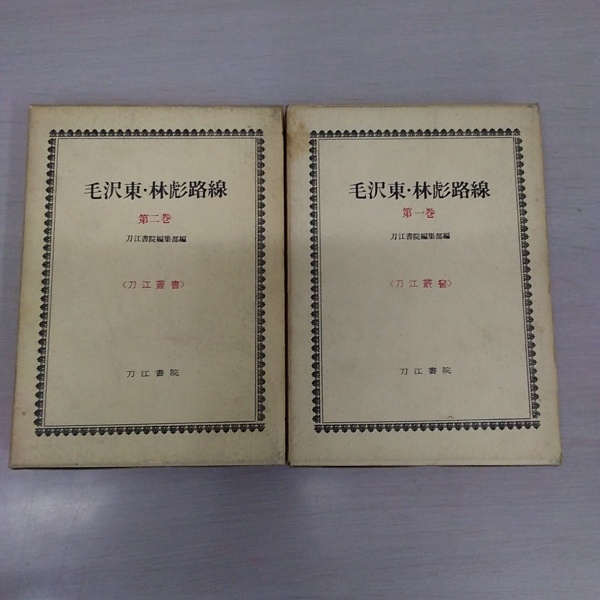 毛沢東・林彪路線
第二巻
刀江書院編集部編
〈刀江叢書〉
刀江書院
毛沢東・林彪路線
第一巻
刀江書院編集部編
〈刀江叢書〉
刀江書院